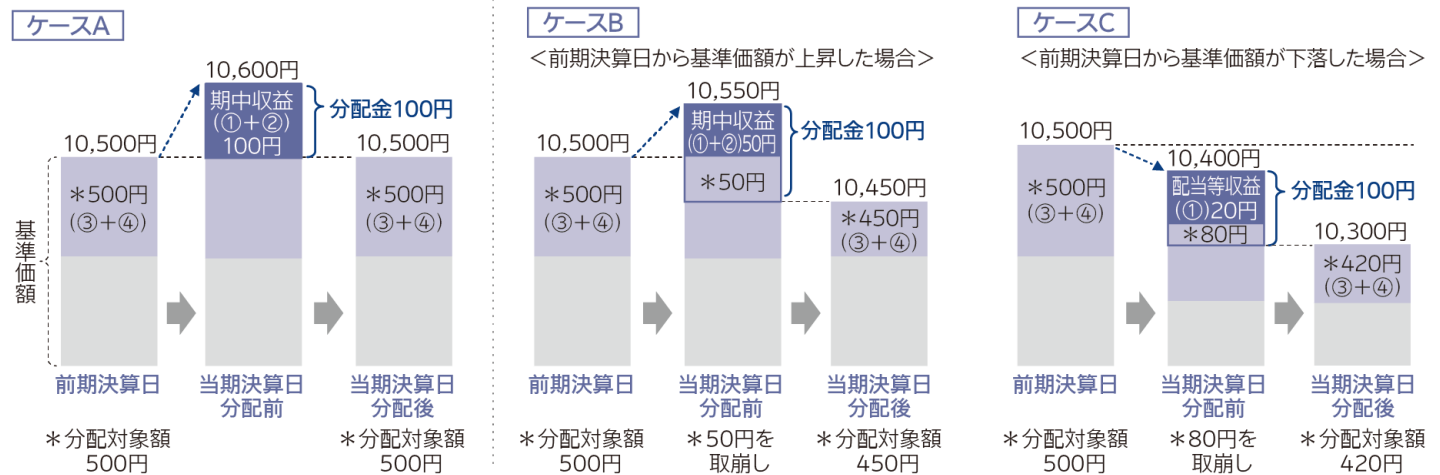 ケースA
10,600円
期中収益
(①+②)
100円
分配金100円
10,500円
10,500円
＊500円
(③+④)
＊500円
(③+④)
基準価額
前期決算日
当期決算日
分配前
当期決算日
分配後
＊分配対象額
500円
＊分配対象額
500円
ケースB
＜前期決算日から基準価額が上昇した場合＞
10,550円
期中収益
(①+②)50円
分配金100円
10,500円
＊500円
(③+④)
＊50円
10,450円
＊450円
(③+④)
前期決算日
当期決算日
分配前
当期決算日
分配後
＊分配対象額
500円
＊50円を
取崩し
＊分配対象額
450円
ケースC
＜前期決算日から基準価額が下落した場合＞
10,500円
10,400円
配当等収益
(①)20円
分配金100円
＊500円
(③+④)
＊80円
10,300円
＊420円
(③+④)
前期決算日
当期決算日
分配前
当期決算日
分配後
＊分配対象額
500円
＊80円を
取崩し
＊分配対象額
420円